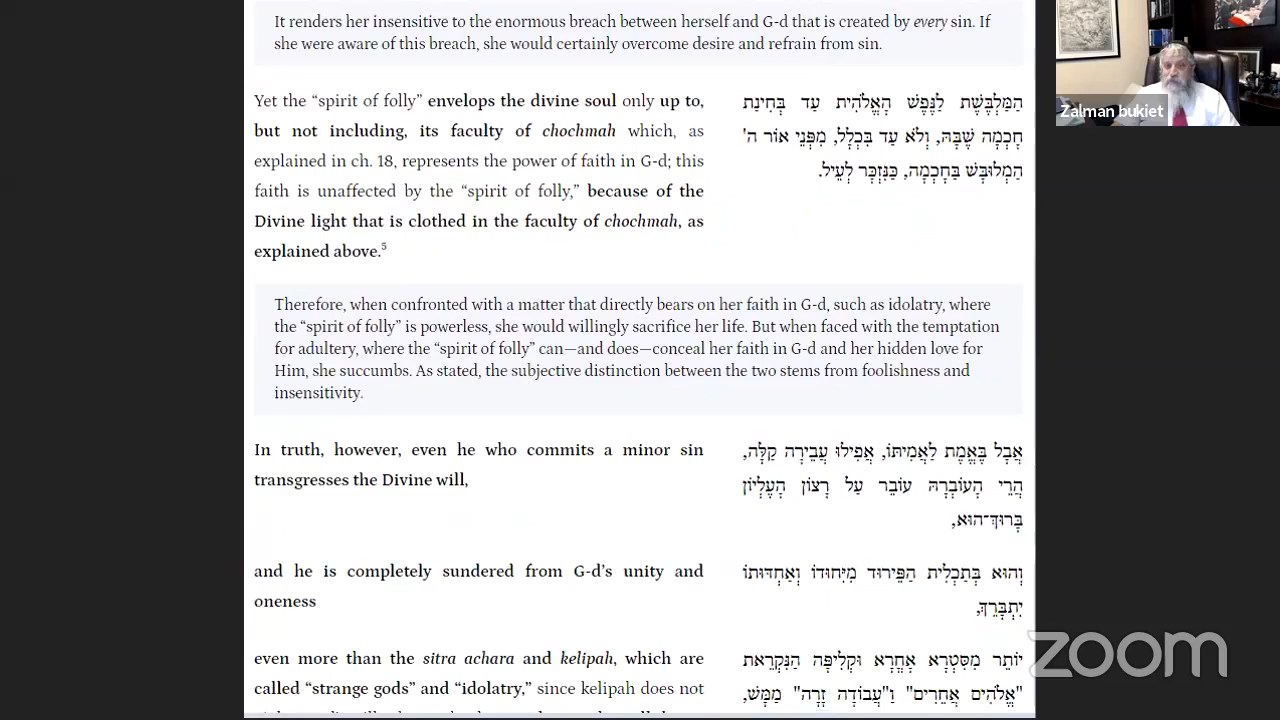 It renders her insensitive to the enormous breach between herself and G-d that is created by every sin. If
she were aware of this breach, she would certainly overcome desire and refrain from sin.
Yet the “spirit of folly” envelops the divine soul only up to,
but not including, its faculty of chochmah which, as
explained in ch. 18, represents the power of faith in G-d; this
faith is unaffected by the “spirit of folly,” because of the
Divine light that is clothed in the faculty of chochmah, as
explained above.5
הַמַּלְבֶּשֶׁת לַנֶּפֶשׁ הָאֱלֹהִית עַד בְּחִינַת
חָכְמָה שֶׁבָּהּ, וְלֹא עַד בִּכְלָל, מִפְּנֵי אוֹר ה'
הַמְלוּבָּשׁ בַּחָכְמָה, כַּנִּזְכָּר לְעֵיל.
Therefore, when confronted with a matter that directly bears on her faith in G-d, such as idolatry, where
the “spirit of folly” is powerless, she would willingly sacrifice her life. But when faced with the temptation
for adultery, where the “spirit of folly” can—and does—conceal her faith in G-d and her hidden love for
Him, she succumbs. As stated, the subjective distinction between the two stems from foolishness and
insensitivity.
In truth, however, even he who commits a minor sin
transgresses the Divine will,
אֲבָל בֶּאֱמֶת לַאֲמִיתּוֹ, אֲפִילוּ עֲבֵירָה קַלָּה,
הֲרֵי הָעוֹבְרָהּ עוֹבֵר עַל רָצוֹן הָעֶלְיוֹן
בָּרוּךְ־הוּא,
and he is completely sundered from G-d’s unity and
oneness
וְהוּא בְּתַכְלִית הַפֵּירוּד מִיִּחוּדוֹ וְאַחְדוּתוֹ
יִתְבָּרֵךְ,
even more than the sitra achara and kelipah, which are
called “strange gods” and “idolatry,” since kelipah does not
יוֹתֵר מִסִּטְרָא אָחֳרָא וּקְלִיפָּה הַנִּקְרֵאת
"אֱלֹהִים אֲחֵרִים" וַ"עֲבוֹדָה זָרָה" מַמָּשׁ,
Zalman bukiet
zoom